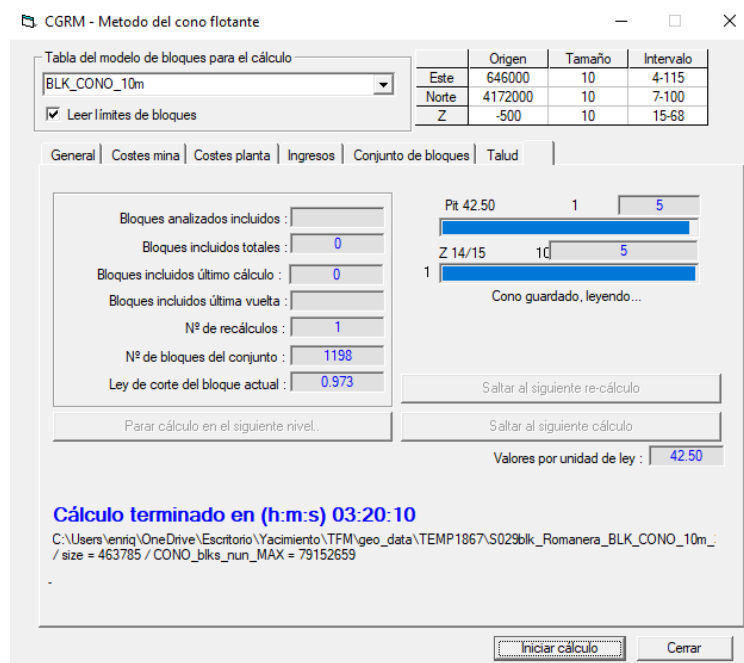 CGRM - Metodo del cono flotante
Tabla del modelo de bloques para el cálculo
BLK_CONO_10m
Leer límites de bloques
Origen Tamaño Intervalo
Este 646000 10 4-115
Norte 4172000 10 7-100
Z -500 10 15-68
General Costes mina Costes planta Ingresos Conjunto de bloques Talud
Bloques analizados incluidos :
Bloques incluidos totales : 0
Bloques incluidos último cálculo : 0
Bloques incluidos última vuelta :
Nº de recálculos : 1
Nº de bloques del conjunto : 1198
Ley de corte del bloque actual : 0.973
Parar cálculo en el siguiente nivel..
Pit 42.50 1 5
Z 14/15 10 5
1
Cono guardado, leyendo...
Saltar al siguiente re-cálculo
Saltar al siguiente cálculo
Valores por unidad de ley : 42.50
Cálculo terminado en (h:m:s) 03:20:10
C:\Users\enriq\OneDrive\Escritorio\Yacimiento\TFM\geo_data\TEMP1867\S029blk_Romanera_BLK_CONO_10m_
/ size = 463785 / CONO_blks_nun_MAX = 79152659
-
Iniciar cálculo Cerrar